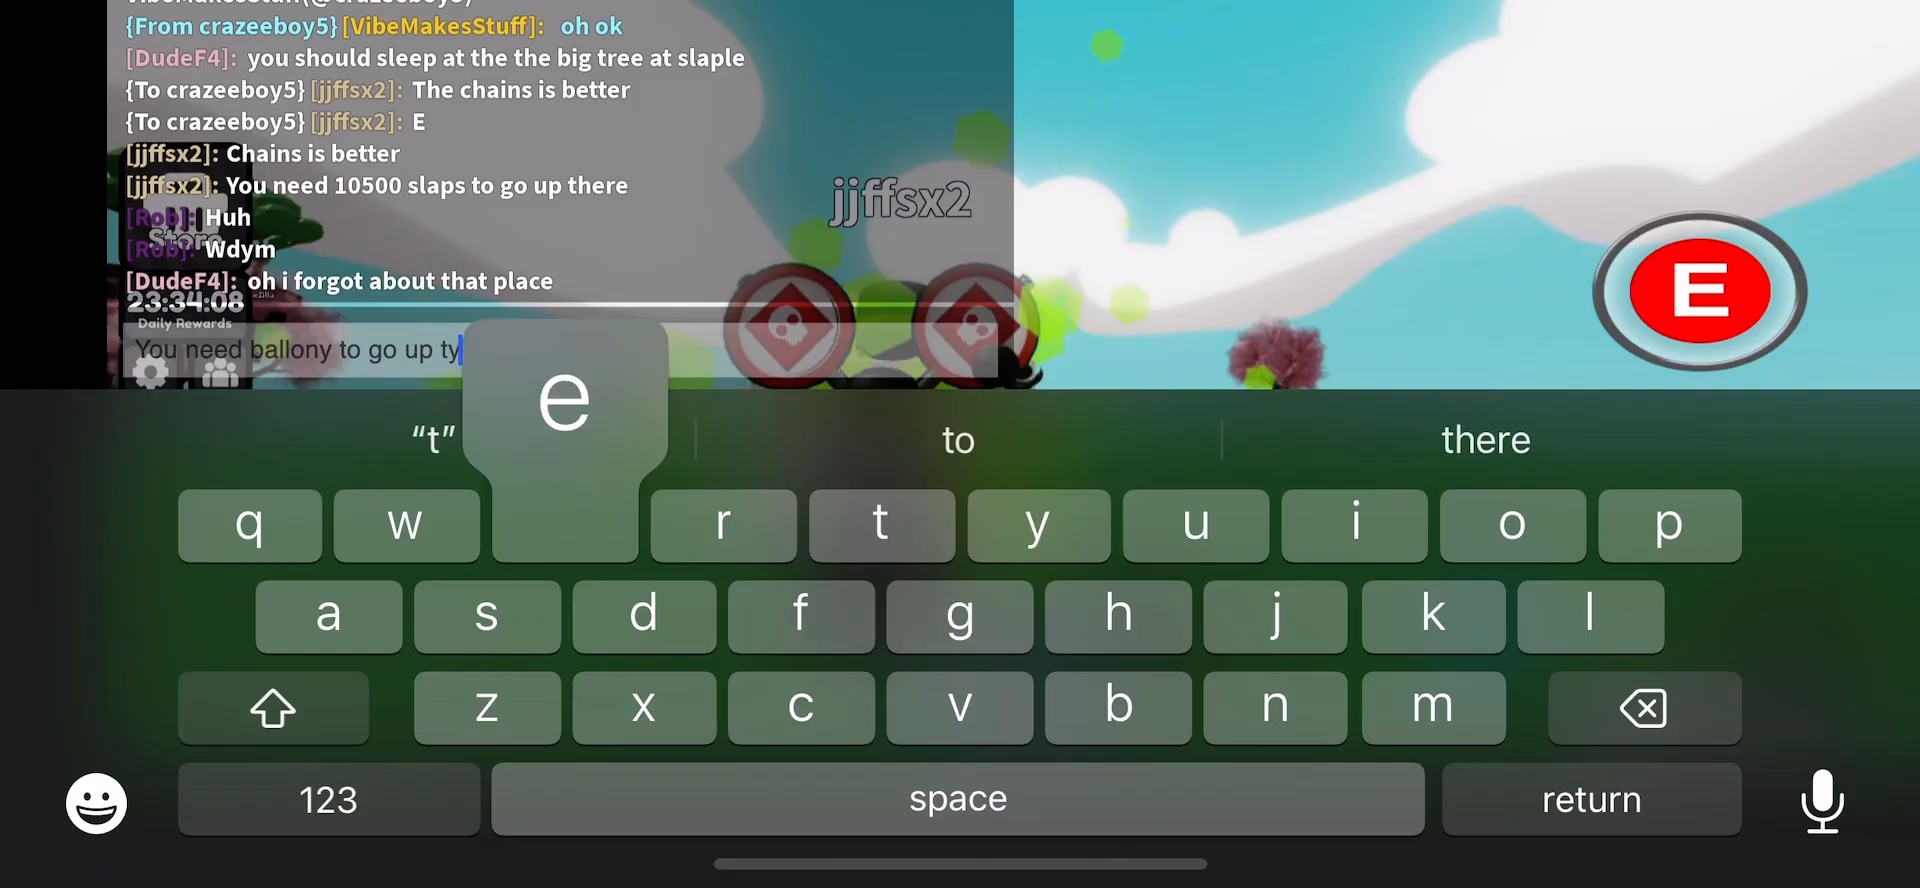 {From crazeeboy5} [VibeMakesStuff]: oh ok
[DudeF4]: you should sleep at the the big tree at slaple
{To crazeeboy5} [jjffsx2]: The chains is better
{To crazeeboy5} [jjffsx2]: E
[jjffsx2]: Chains is better
[jjffsx2]: You need 10500 slaps to go up there
jjffsx2
[Rob]: Huh
Store
[Rob]: Wdym
[DudeF4]: oh i forgot about that place
E
23:34:08
Daily Rewards
You need ballony to go up ty
e
“t” to there
q w r t y u i o p
a s d f g h j k l
z x c v b n m
123 space return